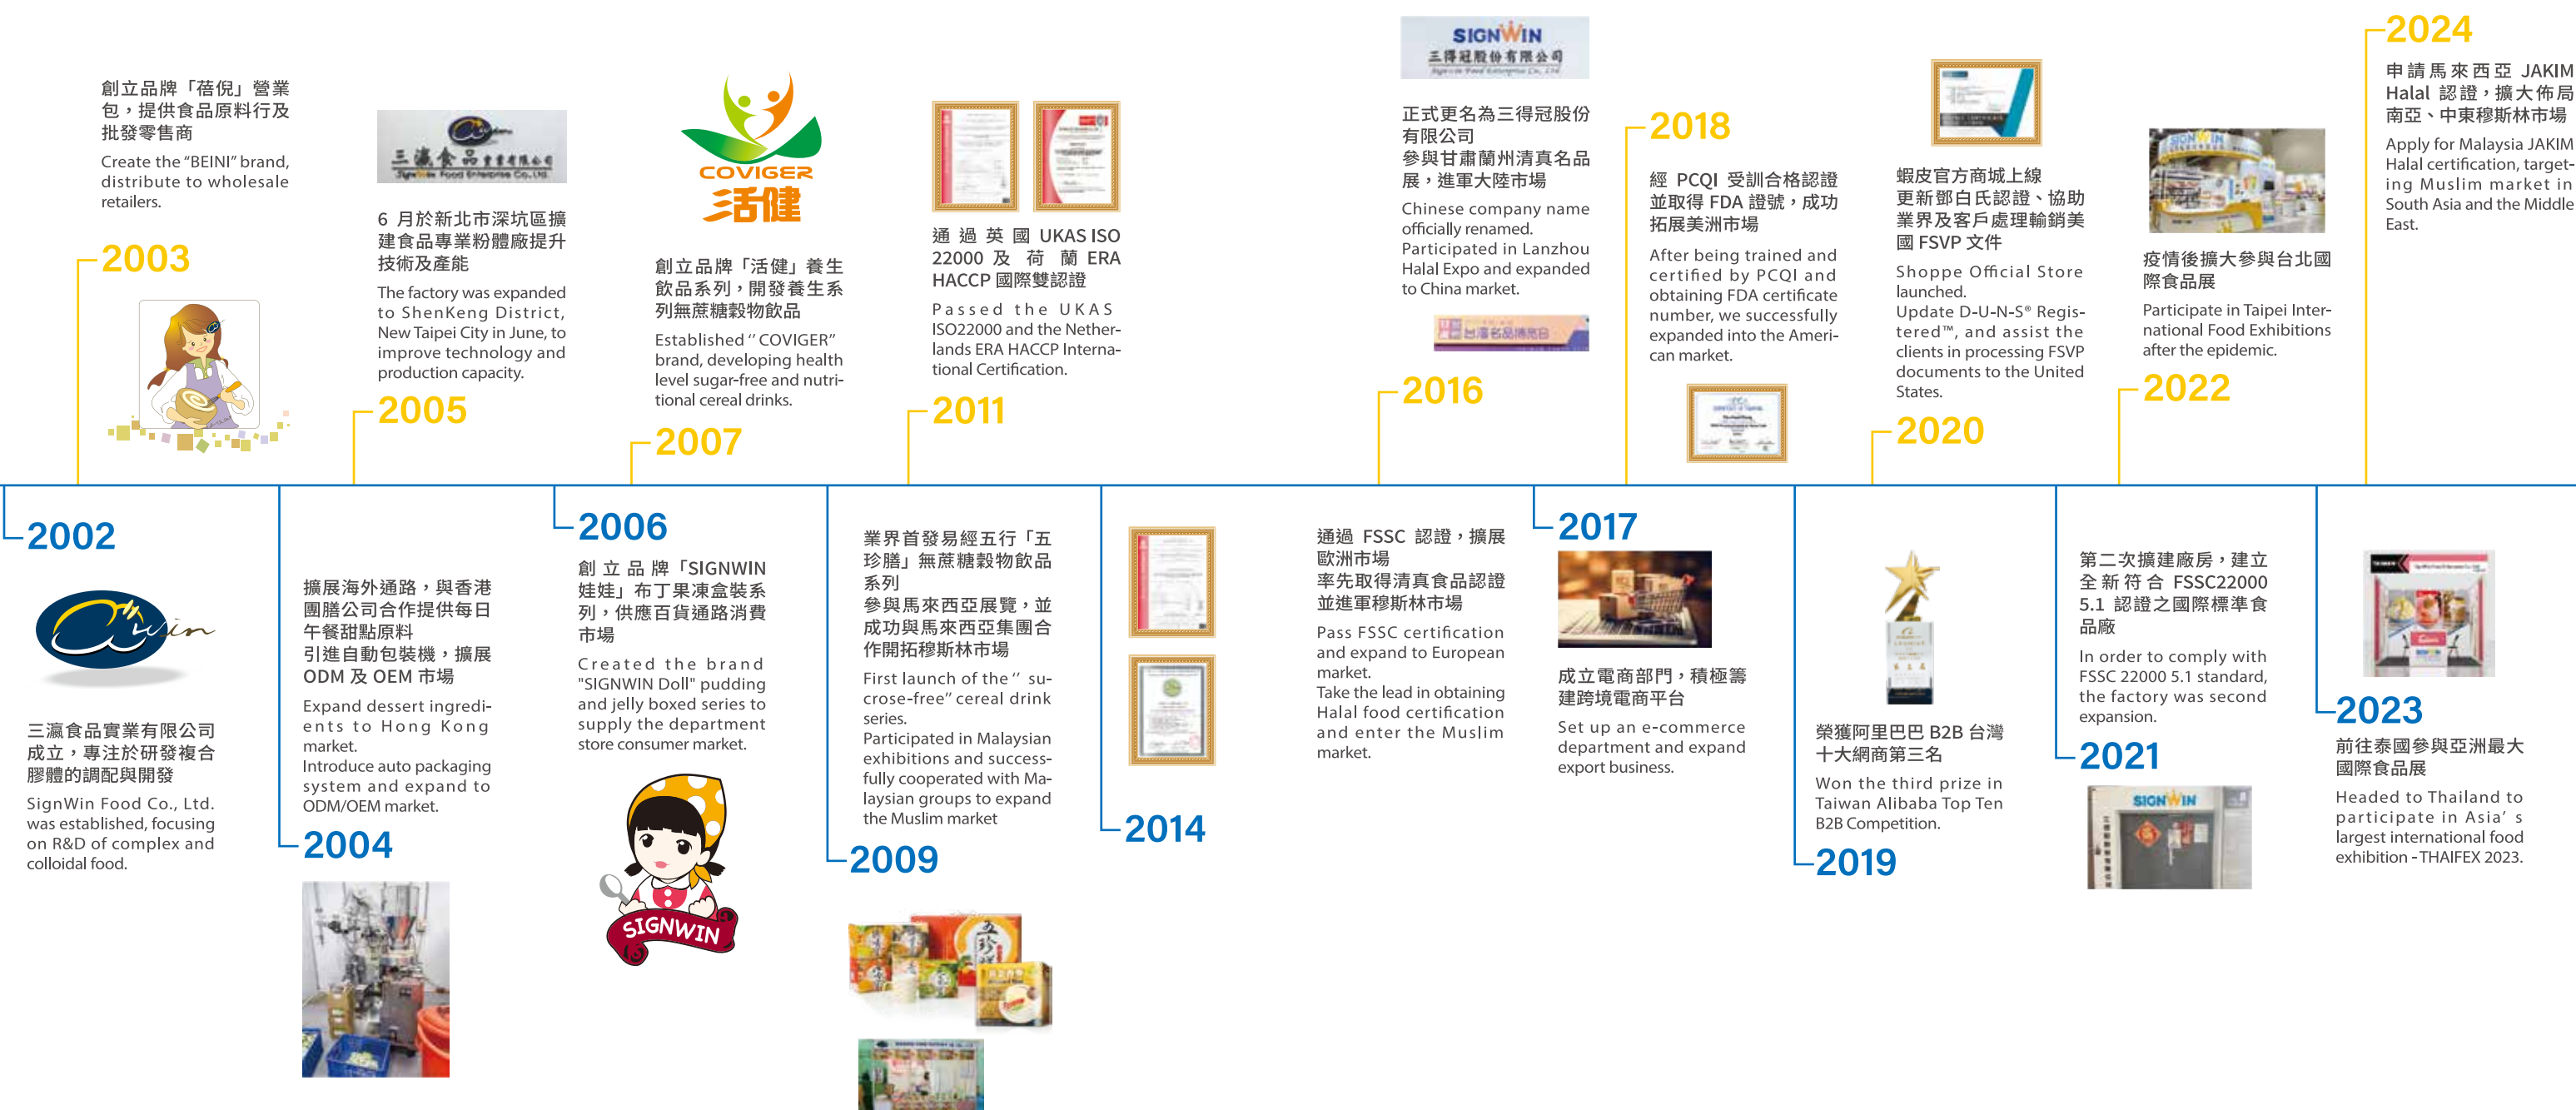 2002
三瀛食品實業有限公司
成立，專注於研發複合
膠體的調配與開發
SignWin Food Co., Ltd.
was established, focusing
on R&D of complex and
colloidal food.
創立品牌「蓓倪」營業
包，提供食品原料行及
批發零售商
Create the “BEINI” brand,
distribute to wholesale
retailers.
2003
擴展海外通路，與香港
團膳公司合作提供每日
午餐甜點原料
引進自動包裝機，擴展
ODM 及 OEM 市場
Expand dessert ingredi-
ents to Hong Kong
market.
Introduce auto packaging
system and expand to
ODM/OEM market.
2004
三瀛食品實業有限公司
SignWin Food Enterprise Co., Ltd.
6 月於新北市深坑區擴
建食品專業粉體廠提升
技術及產能
The factory was expanded
to ShenKeng District,
New Taipei City in June, to
improve technology and
production capacity.
2005
2006
創立品牌「SIGNWIN
娃娃」布丁果凍盒裝系
列，供應百貨通路消費
市場
Created the brand
"SIGNWIN Doll" pudding
and jelly boxed series to
supply the department
store consumer market.
SIGNWIN
COVIGER
活健
創立品牌「活健」養生
飲品系列，開發養生系
列無蔗糖穀物飲品
Established “ COVIGER”
brand, developing health
level sugar-free and nutri-
tional cereal drinks.
2007
業界首發易經五行「五
珍膳」無蔗糖穀物飲品
系列
參與馬來西亞展覽，並
成功與馬來西亞集團合
作開拓穆斯林市場
First launch of the “ su-
crose-free” cereal drink
series.
Participated in Malaysian
exhibitions and success-
fully cooperated with Ma-
laysian groups to expand
the Muslim market
2009
五珍膳
通過英國 UKAS ISO
22000 及 荷 蘭 ERA
HACCP 國際雙認證
Passed the UKAS
ISO22000 and the Nether-
lands ERA HACCP Interna-
tional Certification.
2011
2014
通過 FSSC 認證，擴展
歐洲市場
率先取得清真食品認證
並進軍穆斯林市場
Pass FSSC certification
and expand to European
market.
Take the lead in obtaining
Halal food certification
and enter the Muslim
market.
SIGNWIN
三得冠股份有限公司
SignWin Food Enterprise Co., Ltd
正式更名為三得冠股份
有限公司
參與甘肅蘭州清真名品
展，進軍大陸市場
Chinese company name
officially renamed.
Participated in Lanzhou
Halal Expo and expanded
to China market.
台灣名品博覽會
2016
2017
成立電商部門，積極籌
建跨境電商平台
Set up an e-commerce
department and expand
export business.
2018
經 PCQI 受訓合格認證
並取得 FDA 證號，成功
拓展美洲市場
After being trained and
certified by PCQI and
obtaining FDA certificate
number, we successfully
expanded into the Ameri-
can market.
榮獲阿里巴巴 B2B 台灣
十大網商第三名
Won the third prize in
Taiwan Alibaba Top Ten
B2B Competition.
2019
蝦皮官方商城上線
更新鄧白氏認證、協助
業界及客戶處理輸銷美
國 FSVP 文件
Shoppe Official Store
launched.
Update D-U-N-S® Regis-
tered™, and assist the
clients in processing FSVP
documents to the United
States.
2020
第二次擴建廠房，建立
全新符合 FSSC22000
5.1 認證之國際標準食
品廠
In order to comply with
FSSC 22000 5.1 standard,
the factory was second
expansion.
2021
SIGNWIN
SIGNWIN
疫情後擴大參與台北國
際食品展
Participate in Taipei Inter-
national Food Exhibitions
after the epidemic.
2022
2023
前往泰國參與亞洲最大
國際食品展
Headed to Thailand to
participate in Asia’ s
largest international food
exhibition - THAIFEX 2023.
2024
申請馬來西亞 JAKIM
Halal 認證，擴大佈局
南亞、中東穆斯林市場
Apply for Malaysia JAKIM
Halal certification, target-
ing Muslim market in
South Asia and the Middle
East.